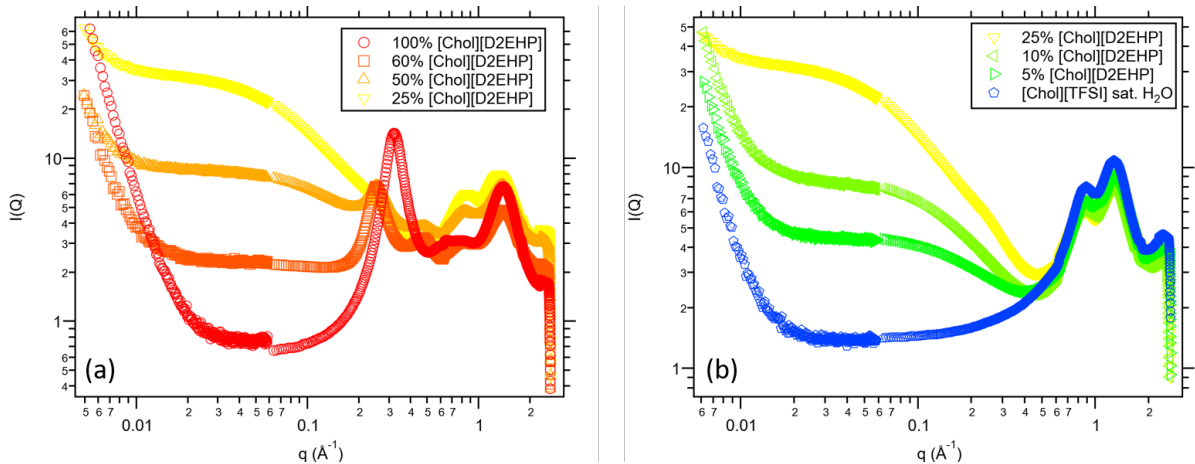 100% [Chol][D2EHP]
60% [Chol][D2EHP]
50% [Chol][D2EHP]
25% [Chol][D2EHP]
I(Q)
6
5
4
3
2
10
6
5
4
3
2
1
6
5
4
(a)
5 6 7 0.01 2 3 4 5 6 7 0.1 2 3 4 5 6 7 1 2
q (Å⁻¹)
25% [Chol][D2EHP]
10% [Chol][D2EHP]
5% [Chol][D2EHP]
[Chol][TFSI] sat. H₂O
I(Q)
5
4
3
2
10
6
5
4
3
2
1
(b)
6 7 0.01 2 3 4 5 6 7 0.1 2 3 4 5 6 7 1 2
q (Å⁻¹)